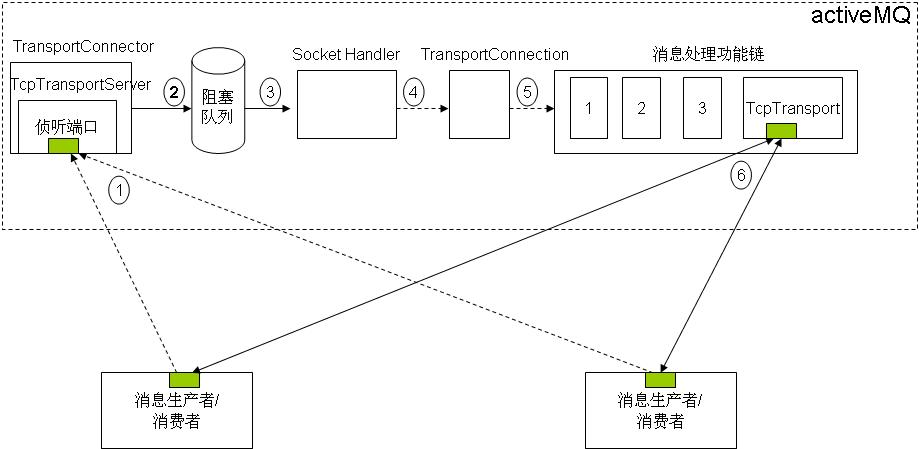 activeMQ
TransportConnector
Socket Handler
TransportConnection
消息处理功能链
TcpTransportServer
侦听端口
②
阻塞
队列
③
④
⑤
1
2
3
TcpTransport
①
⑥
消息生产者/
消费者
消息生产者/
消费者